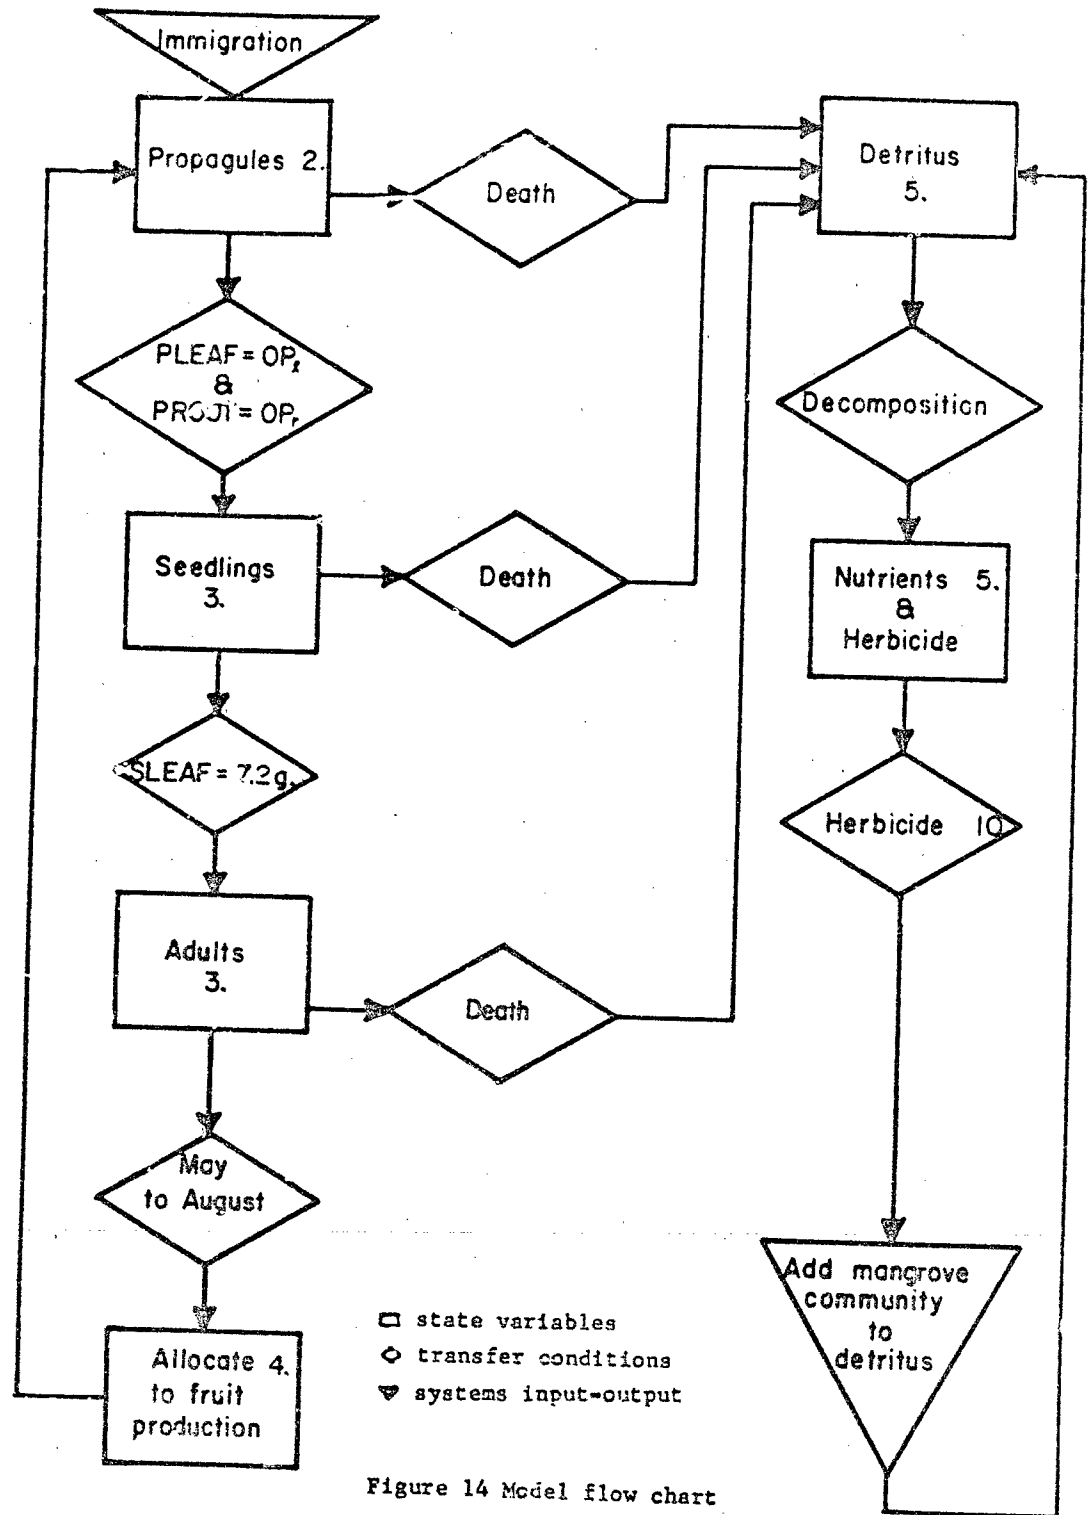 Immigration
Propagules 2.
Death
Detritus
5.
PLEAF = OPℓ
&
PROOT = OPr
Decomposition
Seedlings
3.
Death
Nutrients 5.
&
Herbicide
SLEAF = 7.2g.
Herbicide 10
Adults
3.
Death
May
to August
Add mangrove
community
to
detritus
Allocate 4.
to fruit
production
state variables
transfer conditions
systems input-output
Figure 14 Model flow chart